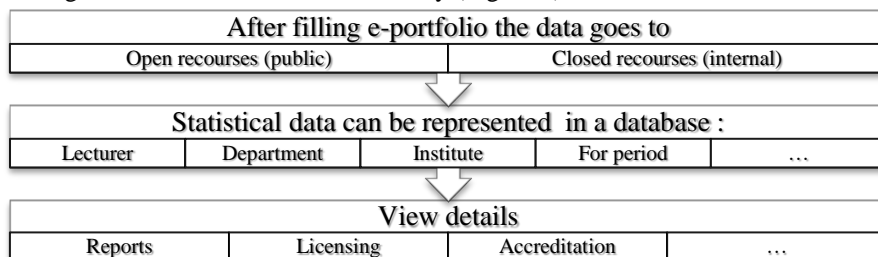 After filling e-portfolio the data goes to
Open recourses (public) Closed recourses (internal)
Statistical data can be represented in a database :
Lecturer Department Institute For period …
View details
Reports Licensing Accreditation …